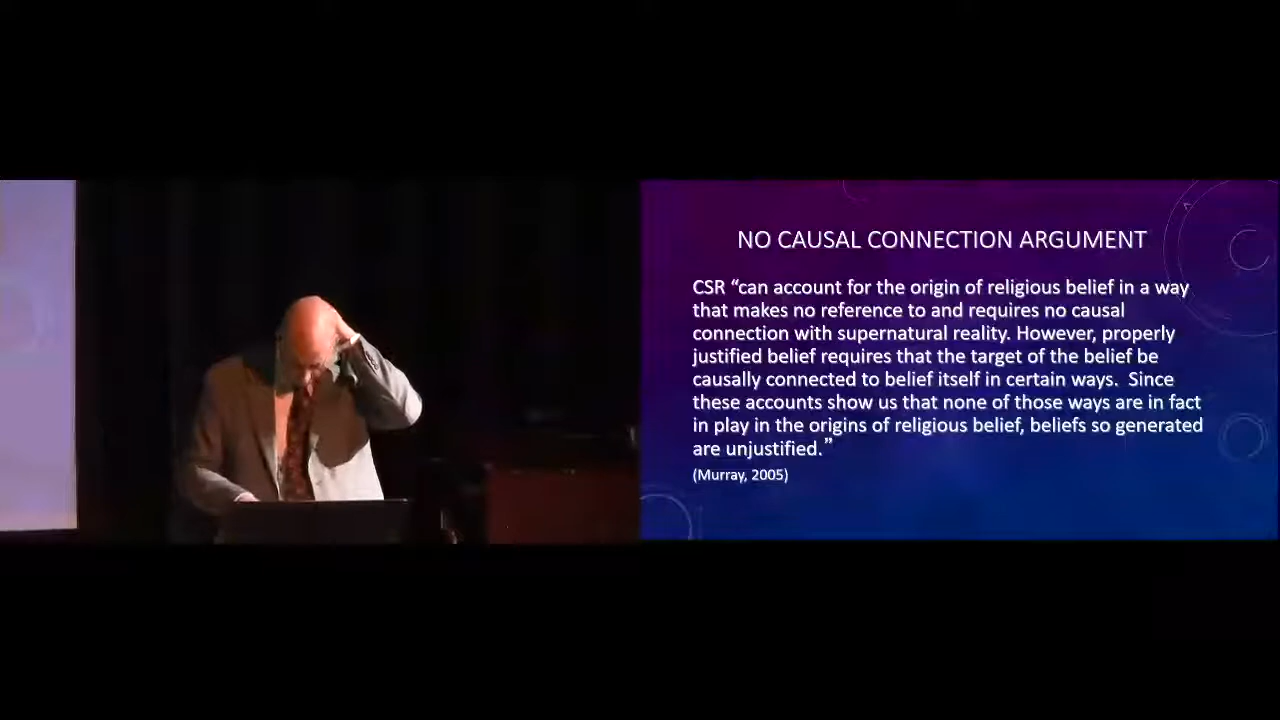 NO CAUSAL CONNECTION ARGUMENT
CSR “can account for the origin of religious belief in a way
that makes no reference to and requires no causal
connection with supernatural reality. However, properly
justified belief requires that the target of the belief be
causally connected to belief itself in certain ways.  Since
these accounts show us that none of those ways are in fact
in play in the origins of religious belief, beliefs so generated
are unjustified.”
(Murray, 2005)